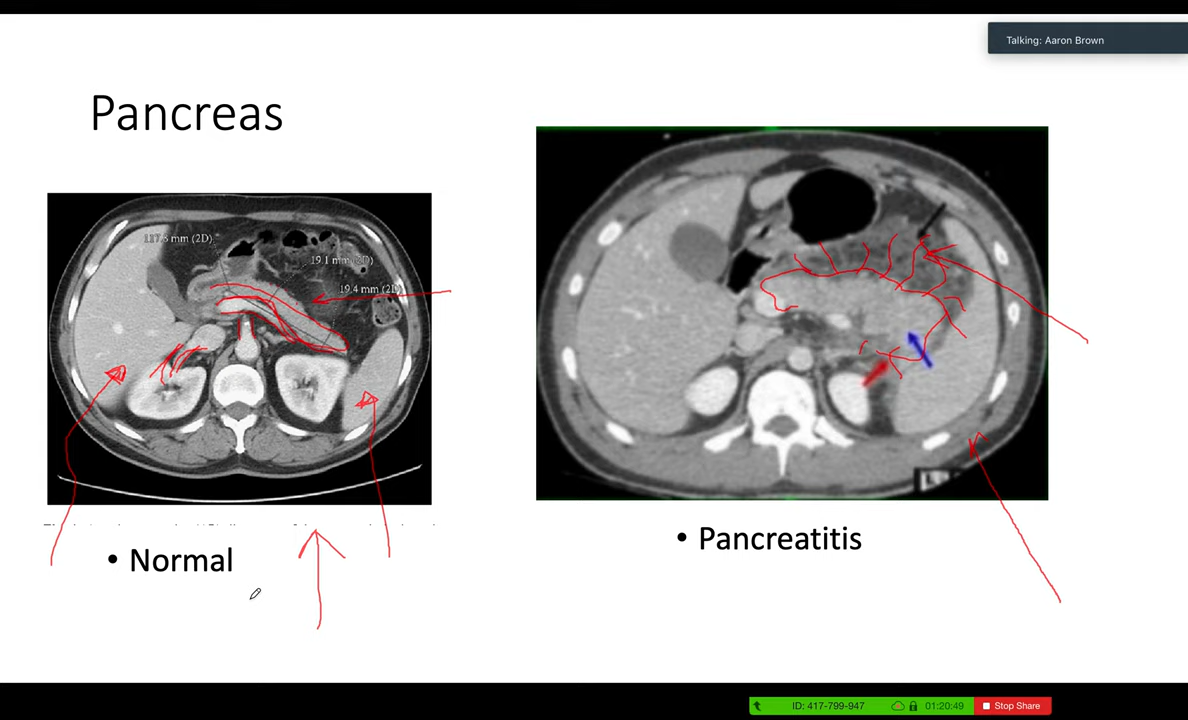 Talking: Aaron Brown
Pancreas
117.8 mm (2D)
19.1 mm (2D)
19.4 mm (2D)
• Normal
• Pancreatitis
ID: 417-799-947
01:20:49
Stop Share